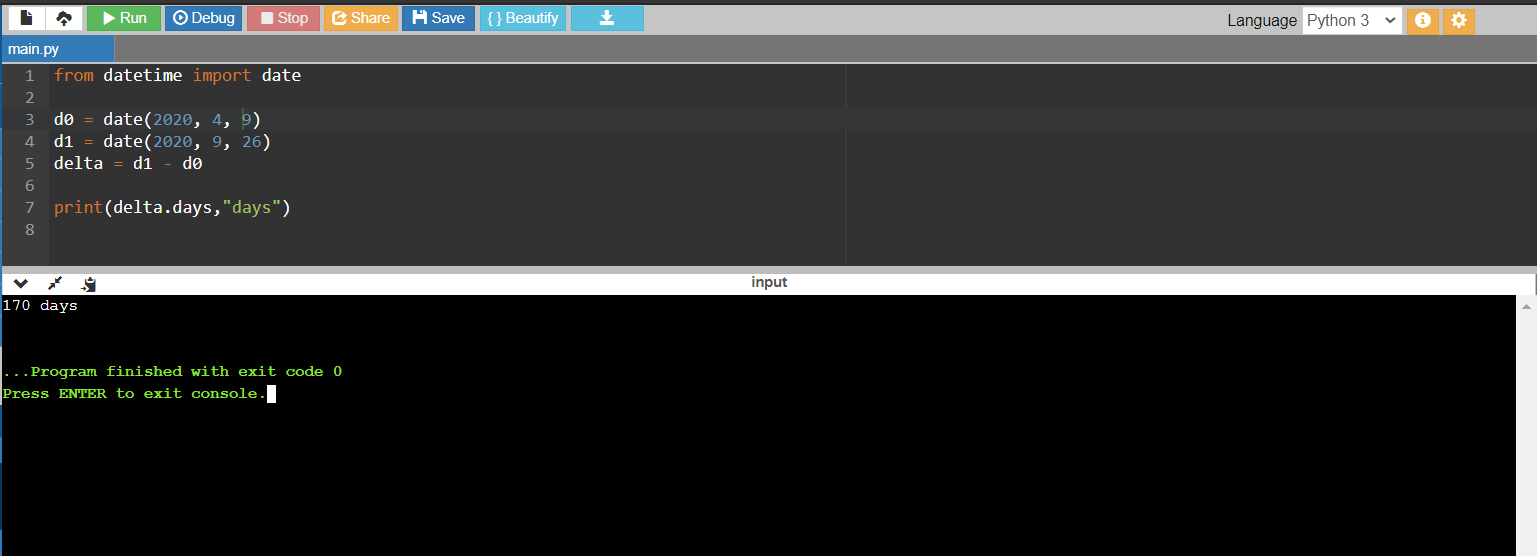 Run Debug Stop Share Save { } Beautify Language Python 3
main.py
1 from datetime import date
2
3 d0 = date(2020, 4, 9)
4 d1 = date(2020, 9, 26)
5 delta = d1 - d0
6
7 print(delta.days,"days")
8
input
170 days
...Program finished with exit code 0
Press ENTER to exit console.